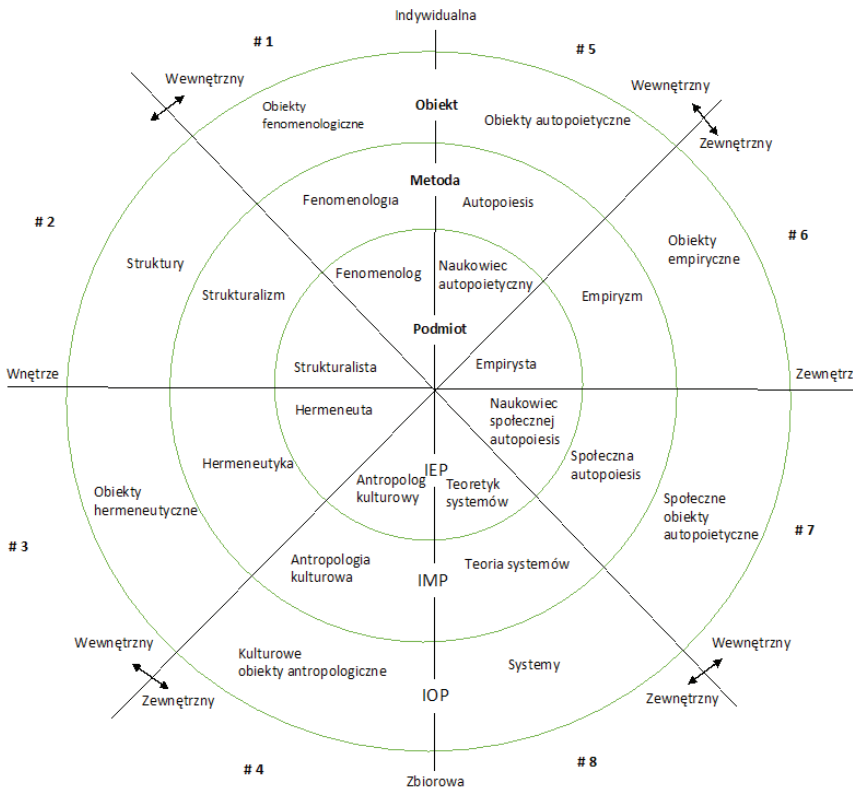 Indywidualna
# 1
# 5
Wewnętrzny
Wewnętrzny
Obiekty
fenomenologiczne
Obiekt
Obiekty autopoietyczne
Zewnętrzny
Metoda
Fenomenologia
Autopoiesis
# 2
# 6
Struktury
Obiekty
empiryczne
Fenomenolog
Naukowiec
autopoietyczny
Strukturalizm
Empiryzm
Podmiot
Wnętrze
Strukturalista
Empirysta
Zewnętrz
Hermeneuta
Naukowiec
społecznej
autopoiesis
Hermeneutyka
IEP
Społeczna
autopoiesis
Antropolog
kulturowy
Teoretyk
systemów
Obiekty
hermeneutyczne
Społeczne
obiekty
autopoietyczne
# 3
# 7
Antropologia
kulturowa
IMP
Teoria systemów
Wewnętrzny
Wewnętrzny
Kulturowe
obiekty antropologiczne
Systemy
Zewnętrzny
IOP
Zewnętrzny
# 4
# 8
Zbiorowa